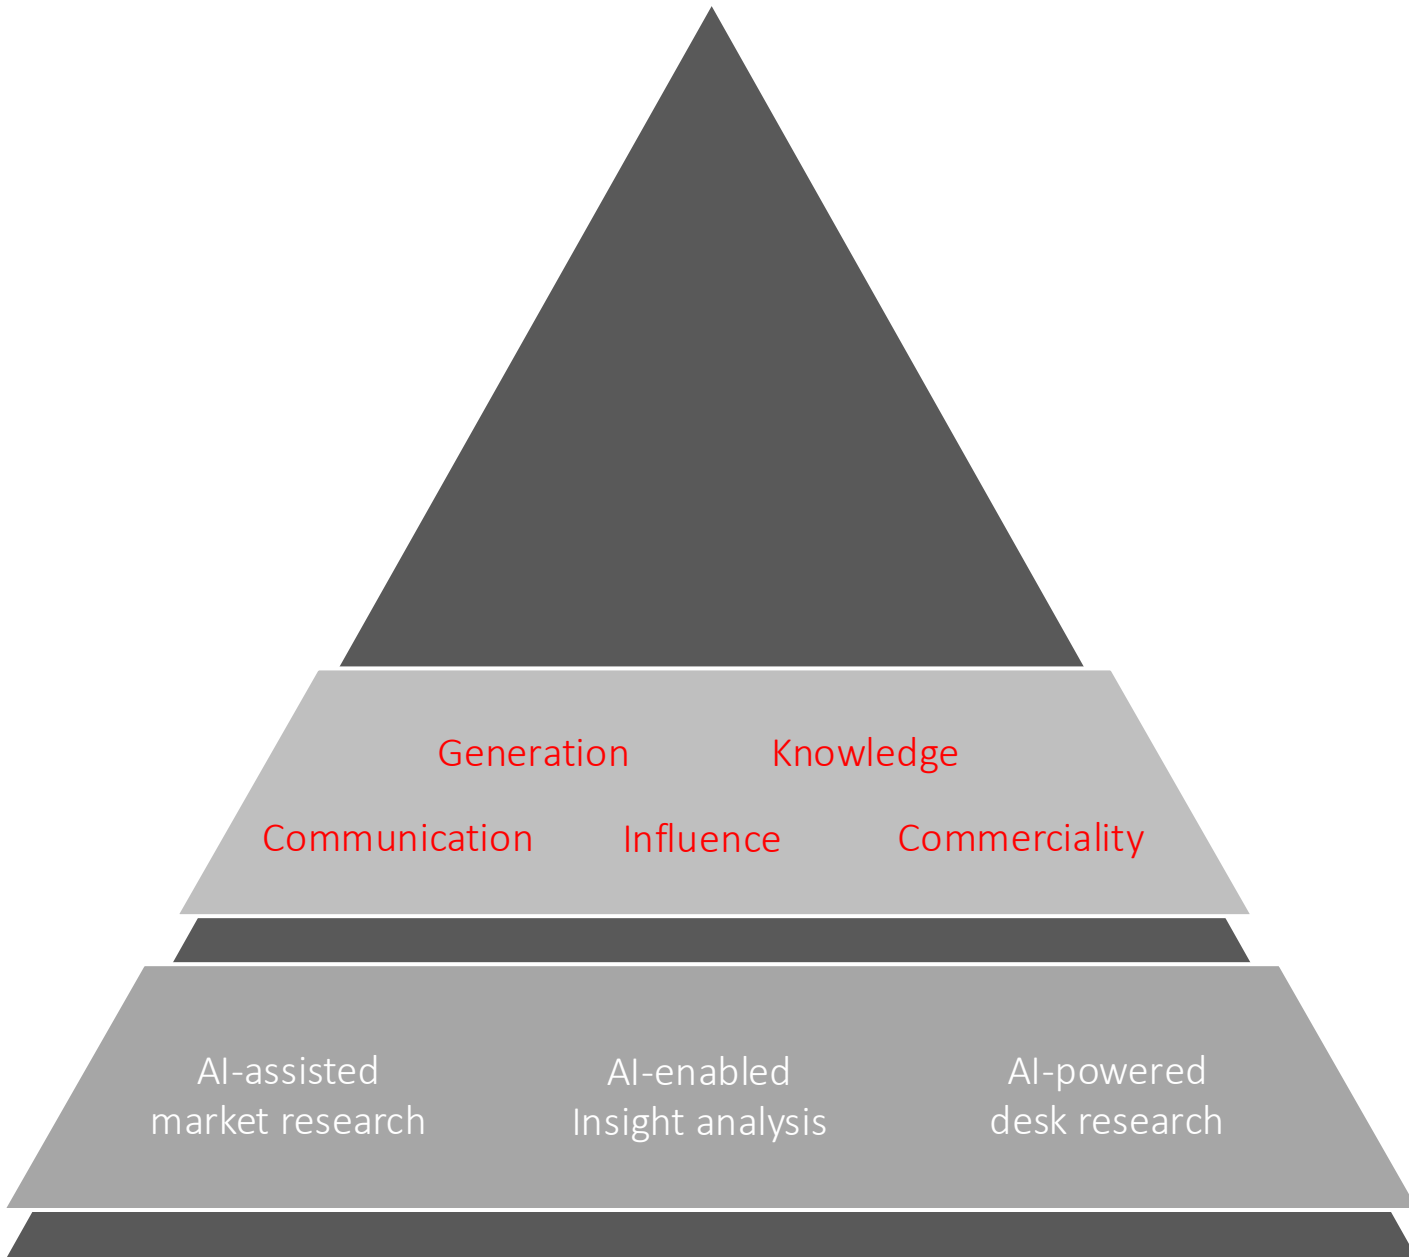 Generation Knowledge
Communication Influence Commerciality
AI-assisted
market research
AI-enabled
Insight analysis
AI-powered
desk research